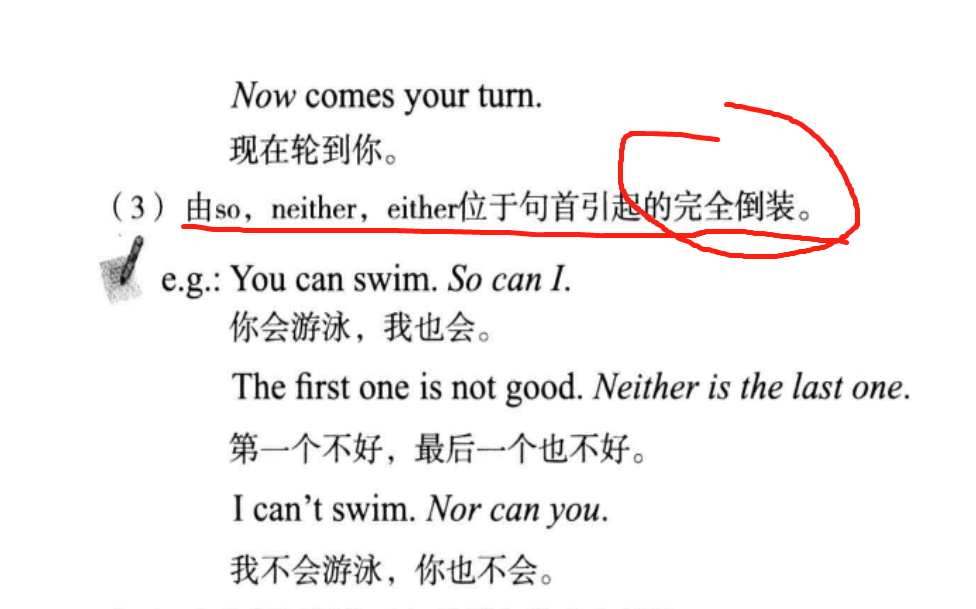 Now comes your turn.
现在轮到你。
（3）由so，neither，either位于句首引起的完全倒装。
e.g.: You can swim. So can I.
你会游泳，我也会。
The first one is not good. Neither is the last one.
第一个不好，最后一个也不好。
I can't swim. Nor can you.
我不会游泳，你也不会。